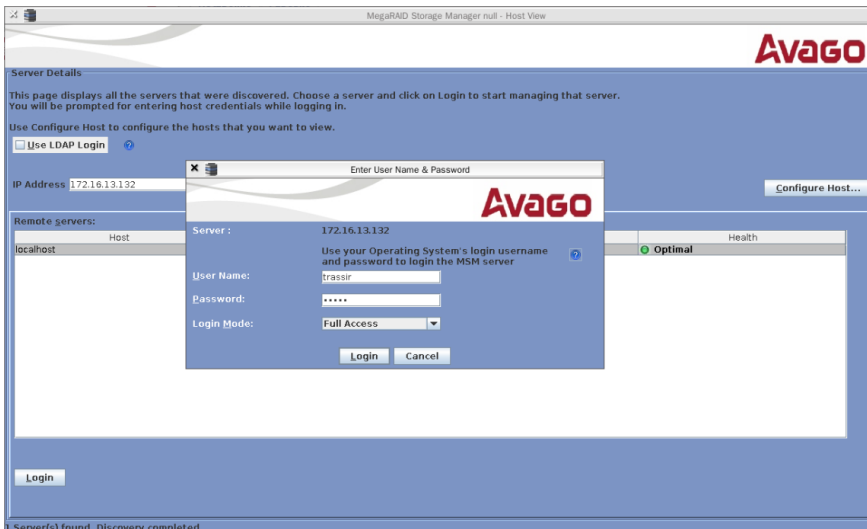 MegaRAID Storage Manager null - Host View
Avago
Server Details
This page displays all the servers that were discovered. Choose a server and click on Login to start managing that server.
You will be prompted for entering host credentials while logging in.
Use Configure Host to configure the hosts that you want to view.
Use LDAP Login
IP Address 172.16.13.132
Configure Host...
Enter User Name & Password
Avago
Server : 172.16.13.132
Use your Operating System's login username
and password to login the MSM server
User Name: trassir
Password: •••••
Login Mode: Full Access
Login Cancel
Remote servers:
Host Health
localhost Optimal
Login
1 Server(s) found. Discovery completed